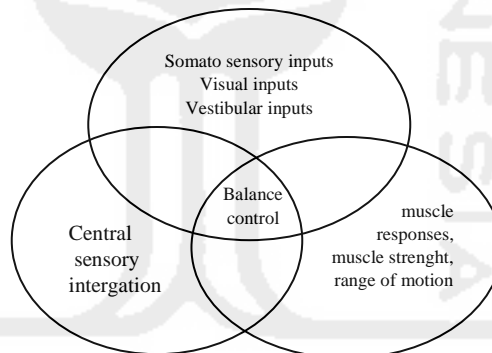 Somato sensory inputs
Visual inputs
Vestibular inputs
Balance
control
Central
sensory
intergation
muscle
responses,
muscle strenght,
range of motion
NESIA